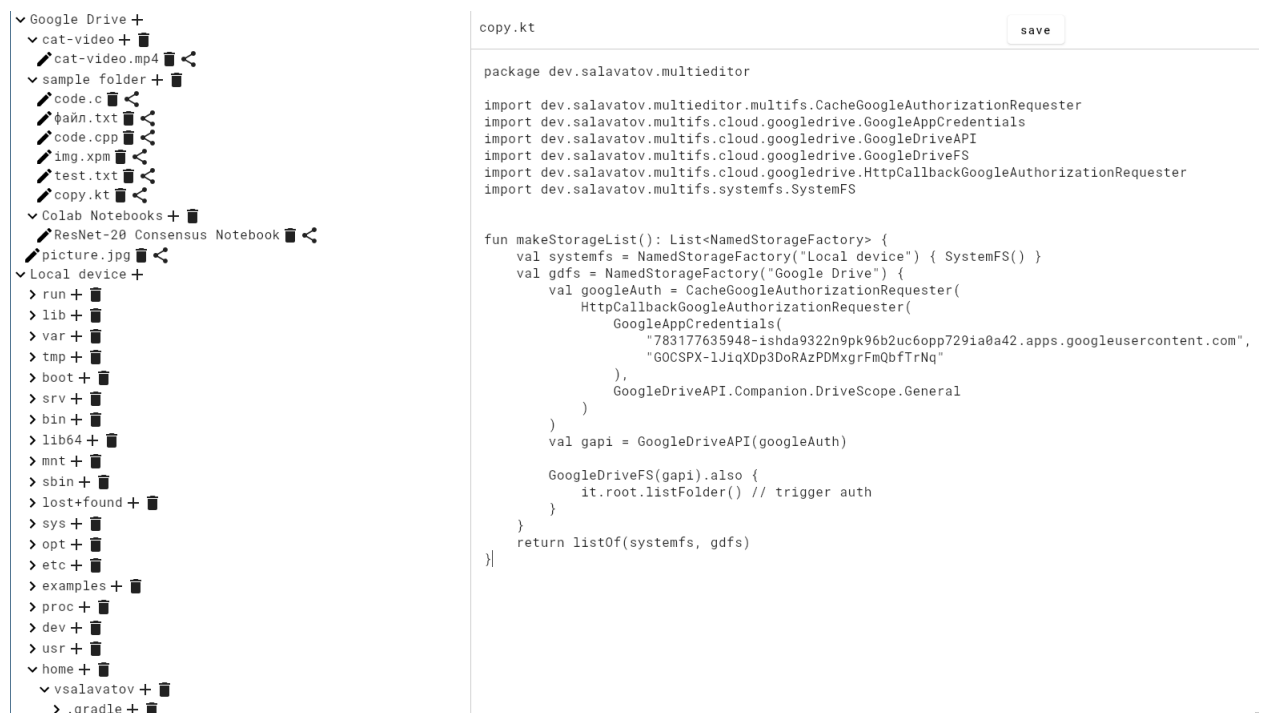 Google Drive
cat-video
cat-video.mp4
sample folder
code.c
файл.txt
code.cpp
img.xpm
test.txt
copy.kt
Colab Notebooks
ResNet-20 Consensus Notebook
picture.jpg
Local device
run
lib
var
tmp
boot
srv
bin
lib64
mnt
sbin
lost+found
sys
opt
etc
examples
proc
dev
usr
home
vsalavatov
.gradle
copy.kt
save
package dev.salavatov.multieditor
import dev.salavatov.multieditor.multifs.CacheGoogleAuthorizationRequester
import dev.salavatov.multifs.cloud.googledrive.GoogleAppCredentials
import dev.salavatov.multifs.cloud.googledrive.GoogleDriveAPI
import dev.salavatov.multifs.cloud.googledrive.GoogleDriveFS
import dev.salavatov.multifs.cloud.googledrive.HttpCallbackGoogleAuthorizationRequester
import dev.salavatov.multifs.systemfs.SystemFS
fun makeStorageList(): List<NamedStorageFactory> {
    val systemfs = NamedStorageFactory("Local device") { SystemFS() }
    val gdfs = NamedStorageFactory("Google Drive") {
        val googleAuth = CacheGoogleAuthorizationRequester(
            HttpCallbackGoogleAuthorizationRequester(
                GoogleAppCredentials(
                    "783177635948-ishda9322n9pk96b2uc6opp729ia0a42.apps.googleusercontent.com",
                    "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"
                ),
                GoogleDriveAPI.Companion.DriveScope.General
            )
        )
        val gapi = GoogleDriveAPI(googleAuth)
        GoogleDriveFS(gapi).also {
            it.root.listFolder() // trigger auth
        }
    }
    return listOf(systemfs, gdfs)
}